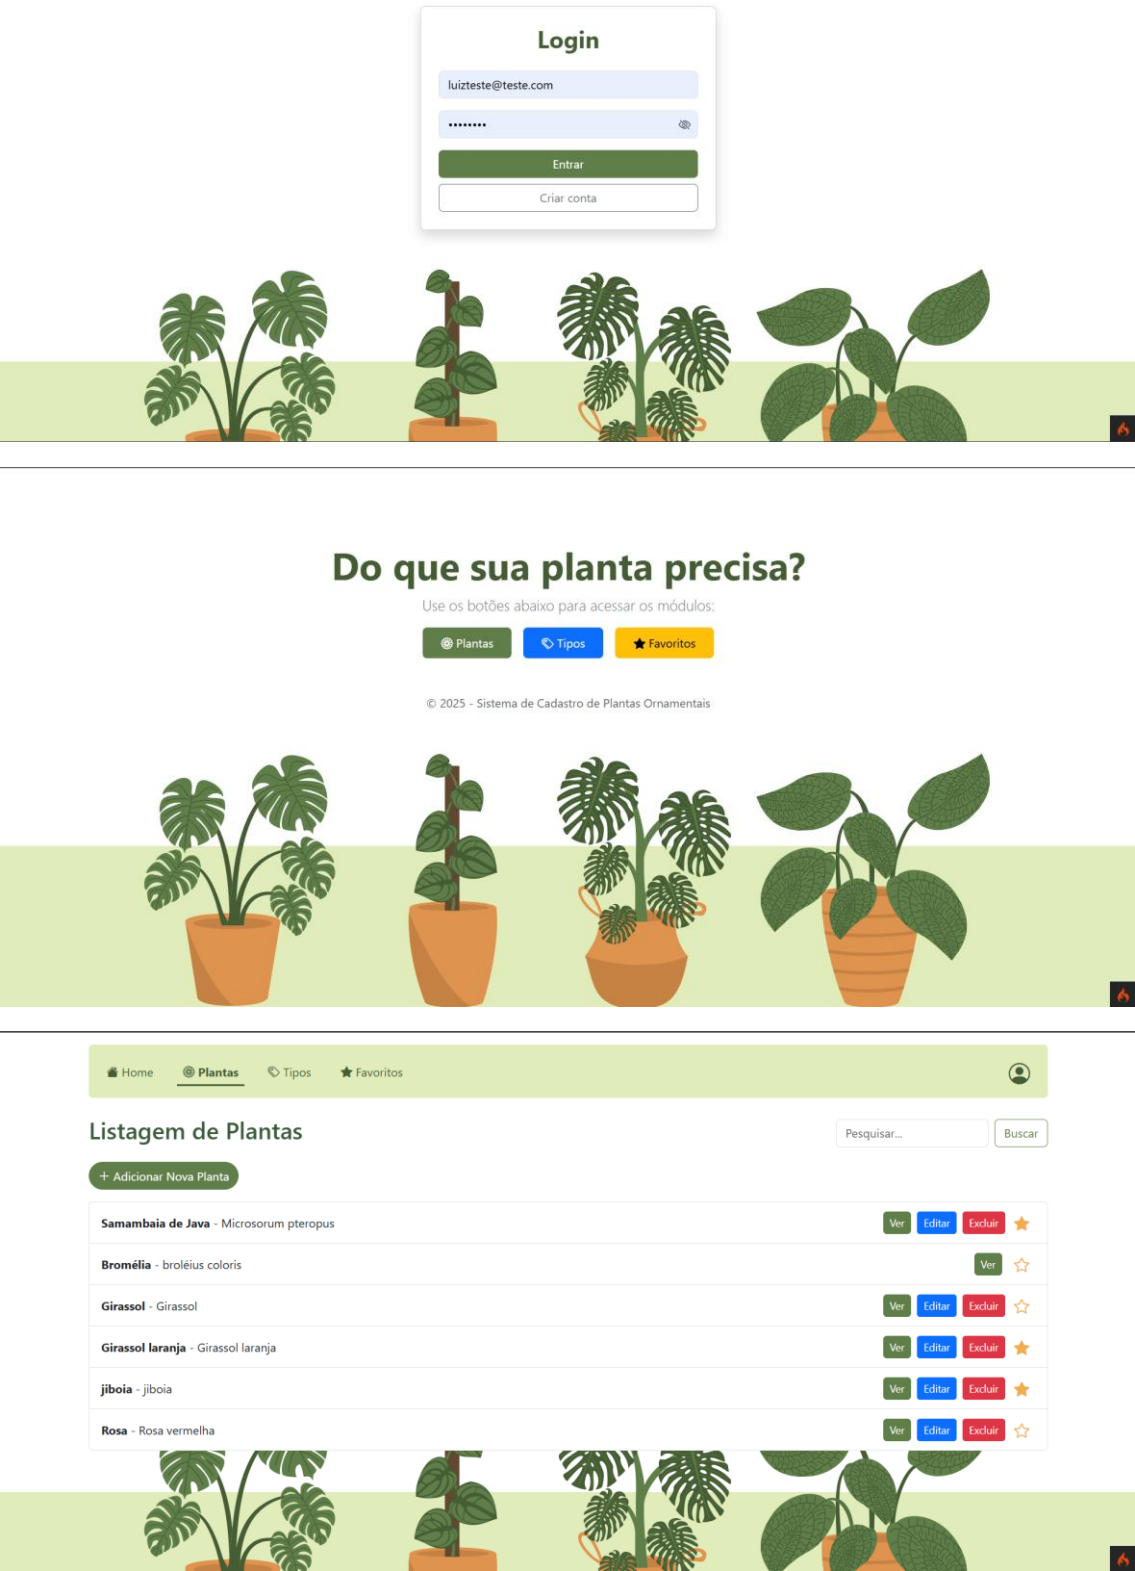 Login
luizteste@teste.com
••••••••
Entrar
Criar conta
Do que sua planta precisa?
Use os botões abaixo para acessar os módulos:
Plantas Tipos Favoritos
© 2025 - Sistema de Cadastro de Plantas Ornamentais
Home Plantas Tipos Favoritos
Listagem de Plantas Pesquisar... Buscar
+ Adicionar Nova Planta
Samambaia de Java - Microsorum pteropus Ver Editar Excluir
Bromélia - broléius coloris Ver
Girassol - Girassol Ver Editar Excluir
Girassol laranja - Girassol laranja Ver Editar Excluir
jiboia - jiboia Ver Editar Excluir
Rosa - Rosa vermelha Ver Editar Excluir